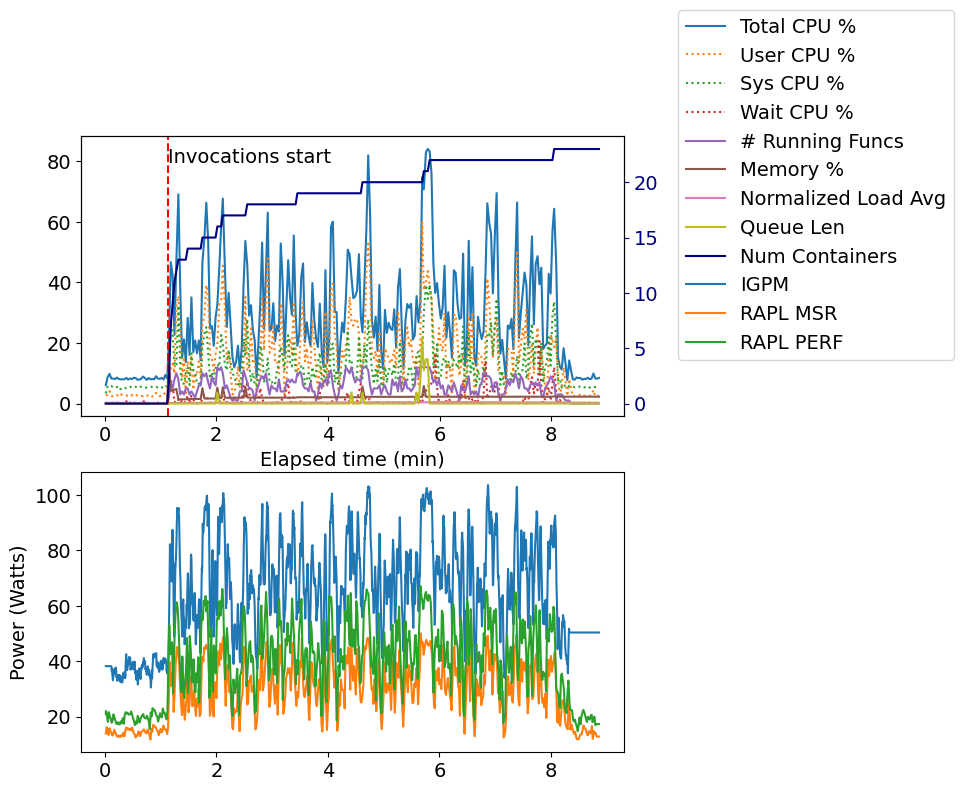 Total CPU %
User CPU %
Sys CPU %
Wait CPU %
# Running Funcs
Memory %
Normalized Load Avg
Queue Len
Num Containers
IGPM
RAPL MSR
RAPL PERF
Invocations start
80
60
40
20
0
20
15
10
5
0
0 2 4 6 8
Elapsed time (min)
Power (Watts)
100
80
60
40
20
0 2 4 6 8